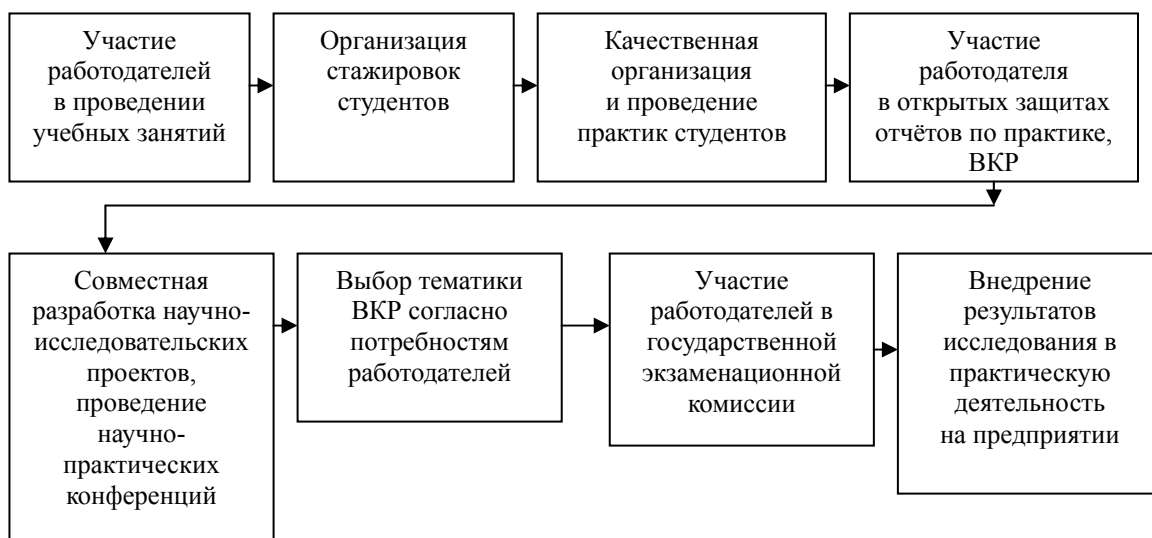 Участие
работодателей
в проведении
учебных занятий
Организация
стажировок
студентов
Качественная
организация
и проведение
практик студентов
Участие
работодателя
в открытых защитах
отчётов по практике,
ВКР
Совместная
разработка научно-
исследовательских
проектов,
проведение
научно-
практических
конференций
Выбор тематики
ВКР согласно
потребностям
работодателей
Участие
работодателей в
государственной
экзаменационной
комиссии
Внедрение
результатов
исследования в
практическую
деятельность
на предприятии